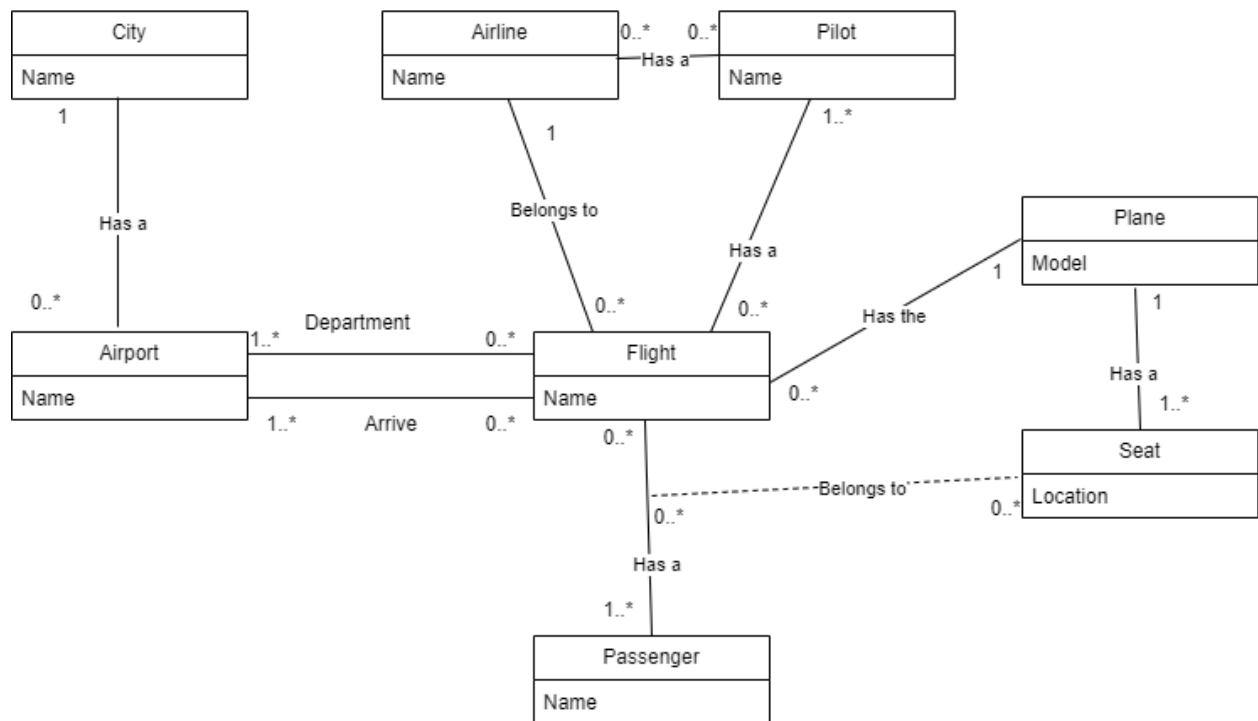 City
Name
1
Has a
0..*
Airline
Name
0..*
0..*
Has a
Pilot
Name
1
Belongs to
0..*
1..*
Has a
0..*
Plane
Model
1
Has the
0..*
1
Has a
1..*
Airport
Name
1..*
Department
0..*
1..*
Arrive
0..*
Flight
Name
0..*
Seat
Location
Belongs to
0..*
0..*
Has a
1..*
Passenger
Name